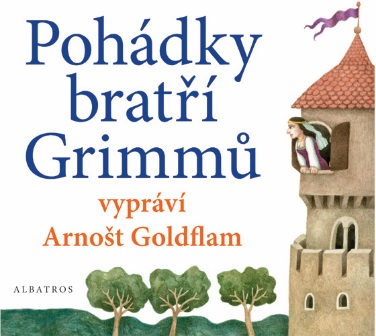 Pohádky
bratří
Grimmů
vypráví
Arnošt Goldflam
ALBATROS